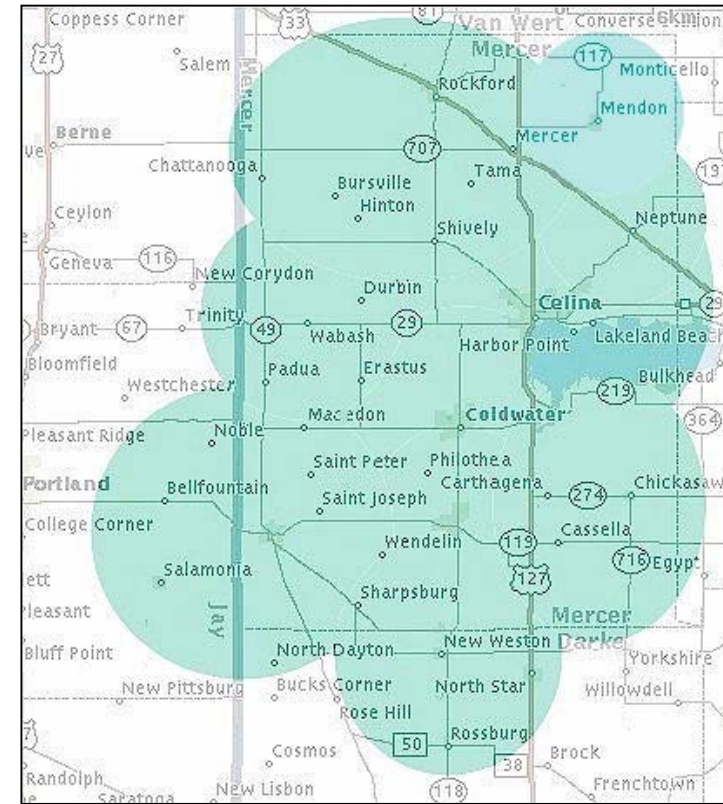 Coppess Corner
33
81
Van Wert
Converse
6km
Mercer
27
Salem
117
Monticello
Rockford
Mendon
Mercer
Berne
Mercer
707
Chattanooga
Tama
Bursville
Hinton
Ceylon
Neptune
Shively
Geneva
116
New Corydon
Durbin
Celina
Trinity
Bryant
67
49
29
29
Wabash
Harbor Point
Lakeland Beach
Bloomfield
Padua
Erastus
Bulkhead
Westchester
219
Macedon
Coldwater
364
Pleasant Ridge
Noble
Saint Peter
Philothea
Portland
Bellfountain
Carthagena
274
Chickasaw
Saint Joseph
College Corner
Cassella
Wendelin
119
716
Egypt
Salamonia
127
Sharpsburg
Pleasant
Jay
Mercer
Darke
New Weston
Bluff Point
North Dayton
Yorkshire
New Pittsburg
Bucks Corner
North Star
Willowdell
Rose Hill
Rossburg
50
Cosmos
38
Brock
Randolph
New Lisbon
Saratoga
118
Frenchtown